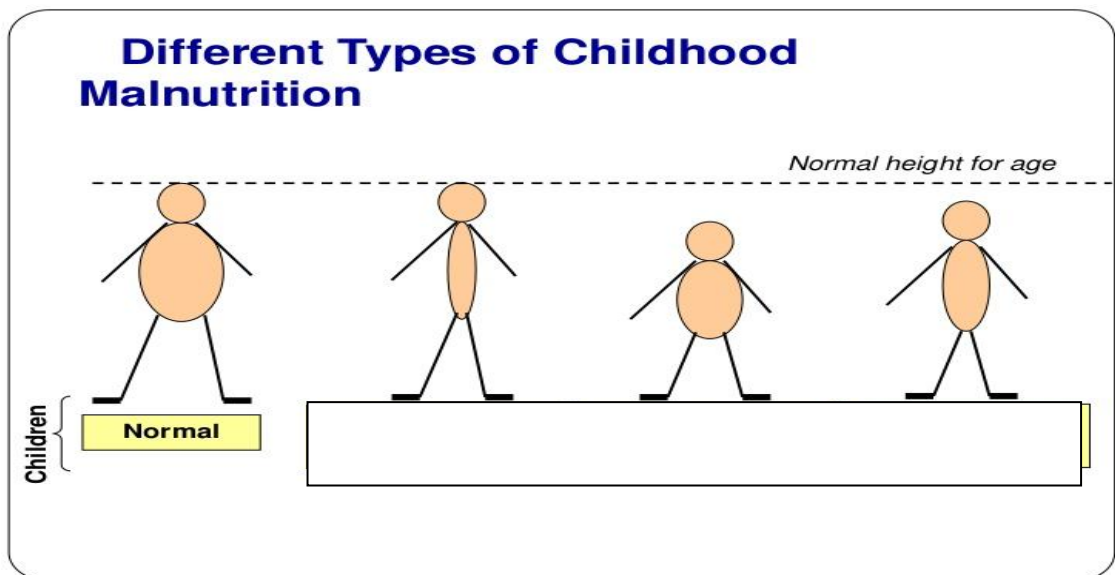 Different Types of Childhood
Malnutrition
Normal height for age
Children
Normal